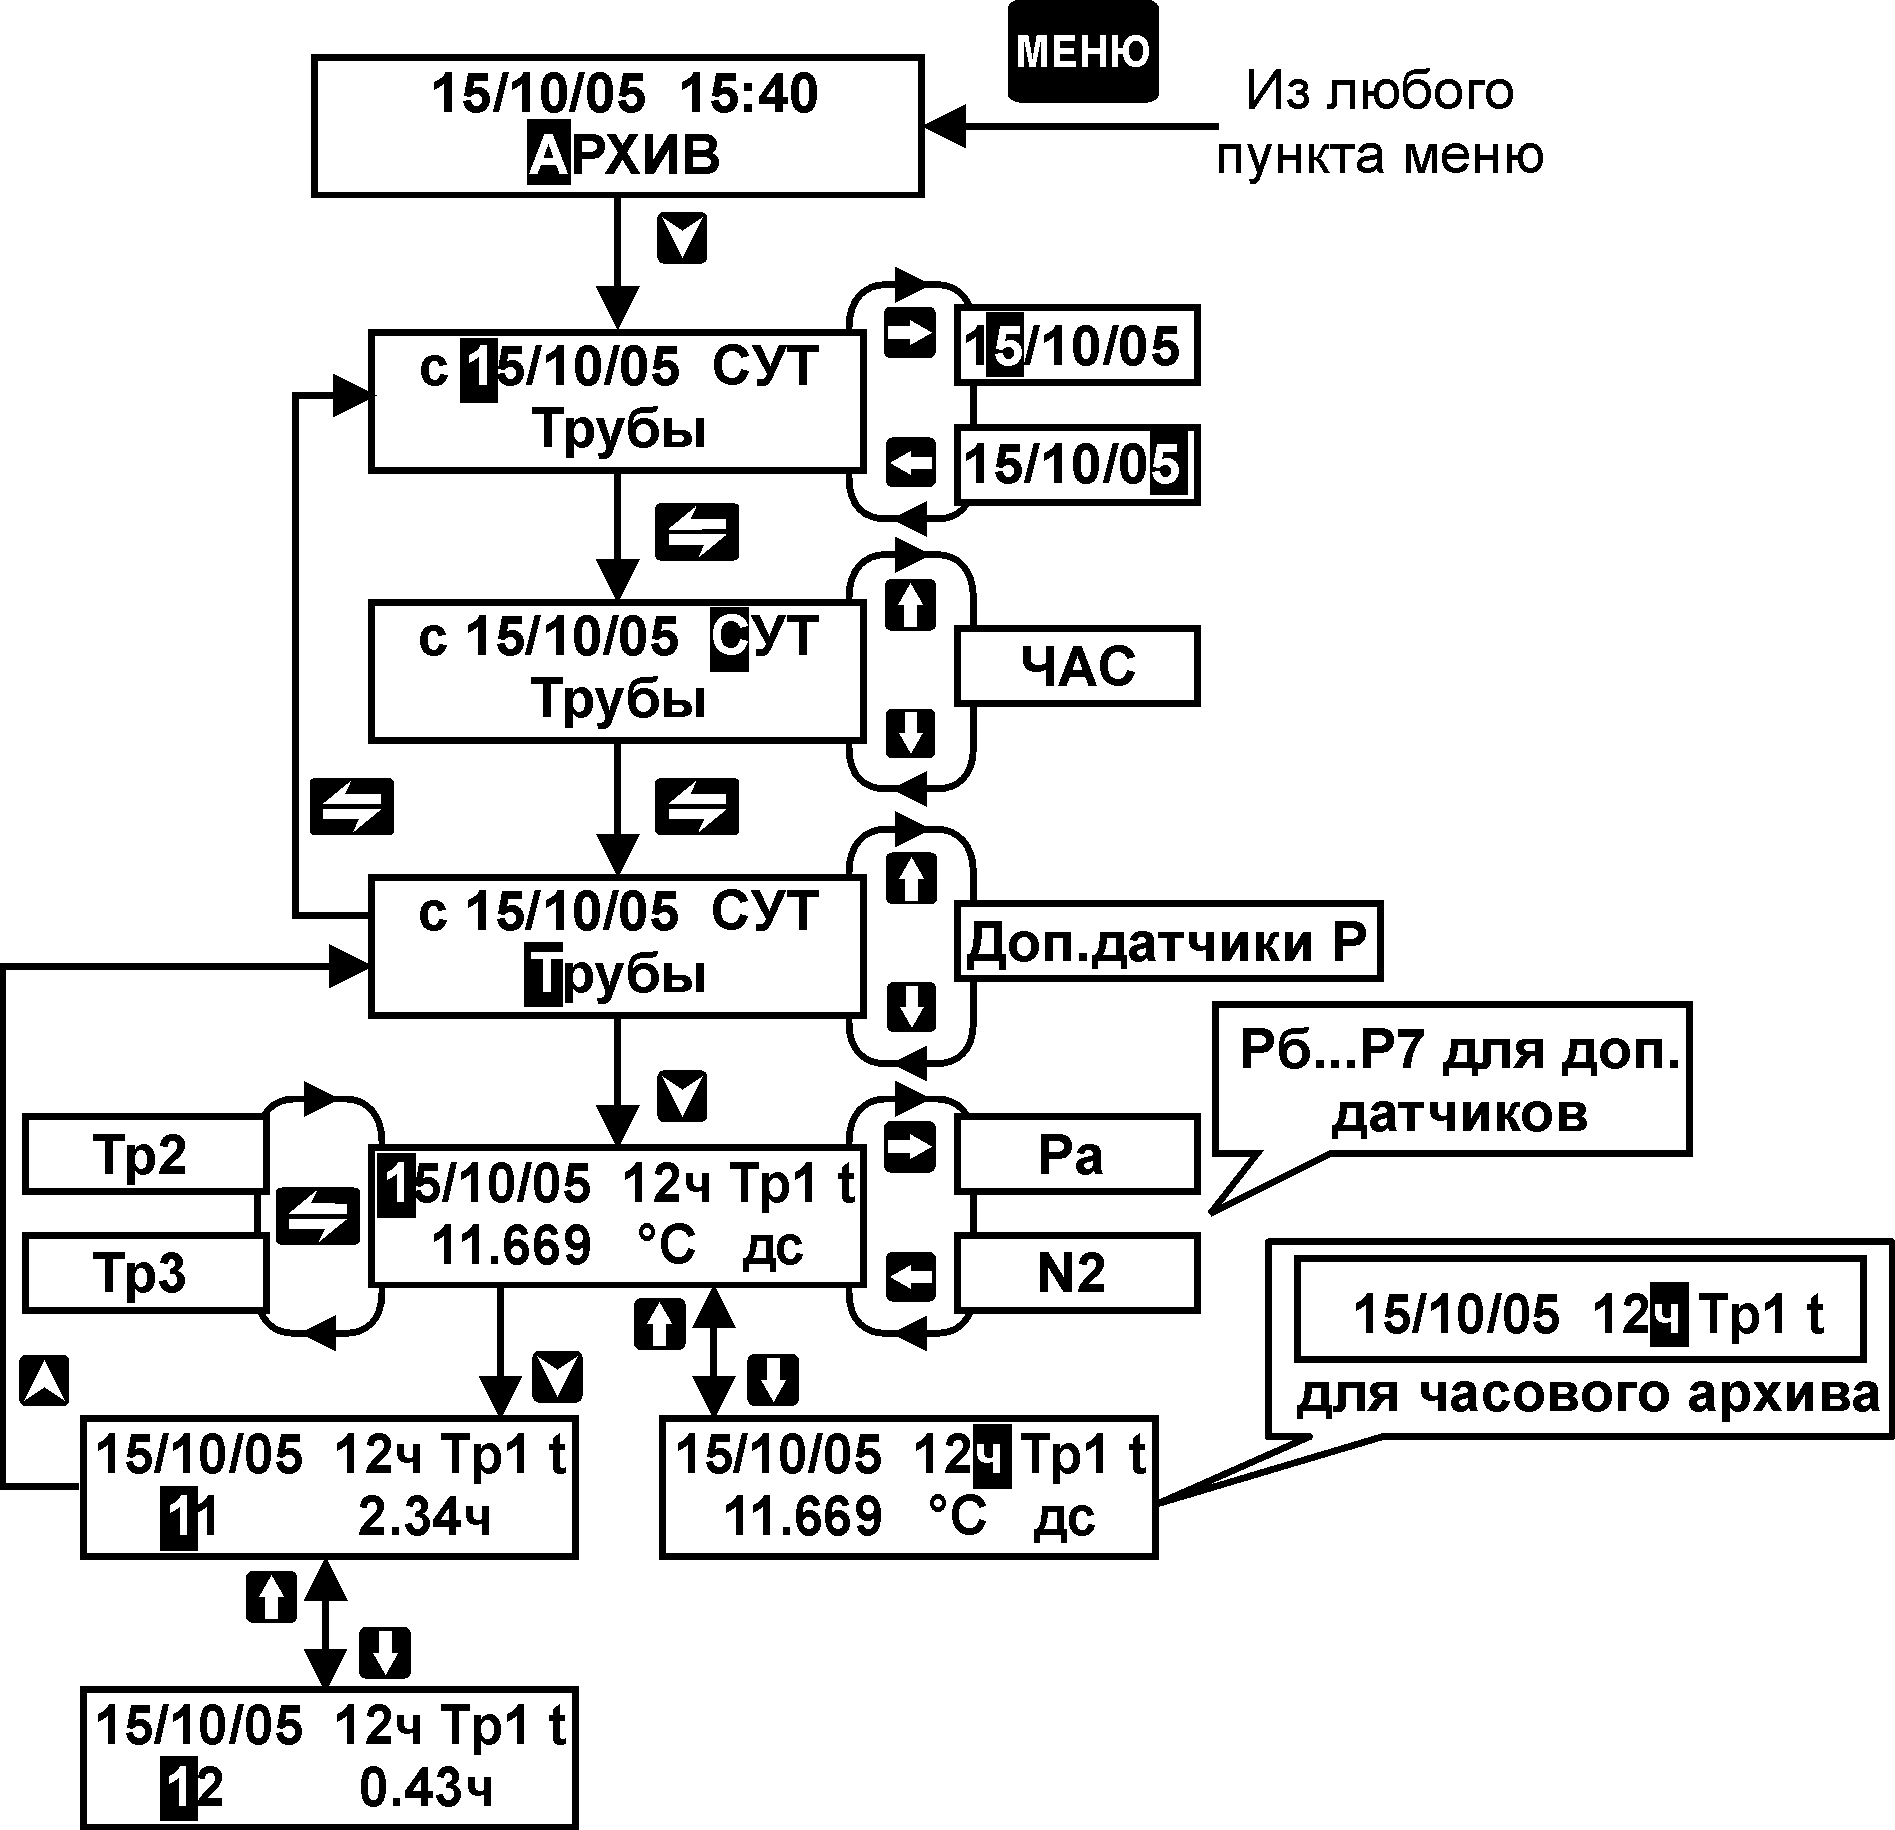 МЕНЮ
Из любого
пункта меню
15/10/05 15:40
АРХИВ
с 15/10/05 СУТ
Трубы
15/10/05
15/10/05
с 15/10/05 СУТ
Трубы
ЧАС
с 15/10/05 СУТ
Трубы
Доп.датчики Р
Рб...Р7 для доп.
датчиков
Тр2
Тр3
15/10/05 12ч Тр1 t
11.669 °С дс
Ра
N2
15/10/05 12ч Тр1 t
для часового архива
15/10/05 12ч Тр1 t
11 2.34ч
15/10/05 12ч Тр1 t
11.669 °С дс
15/10/05 12ч Тр1 t
12 0.43ч